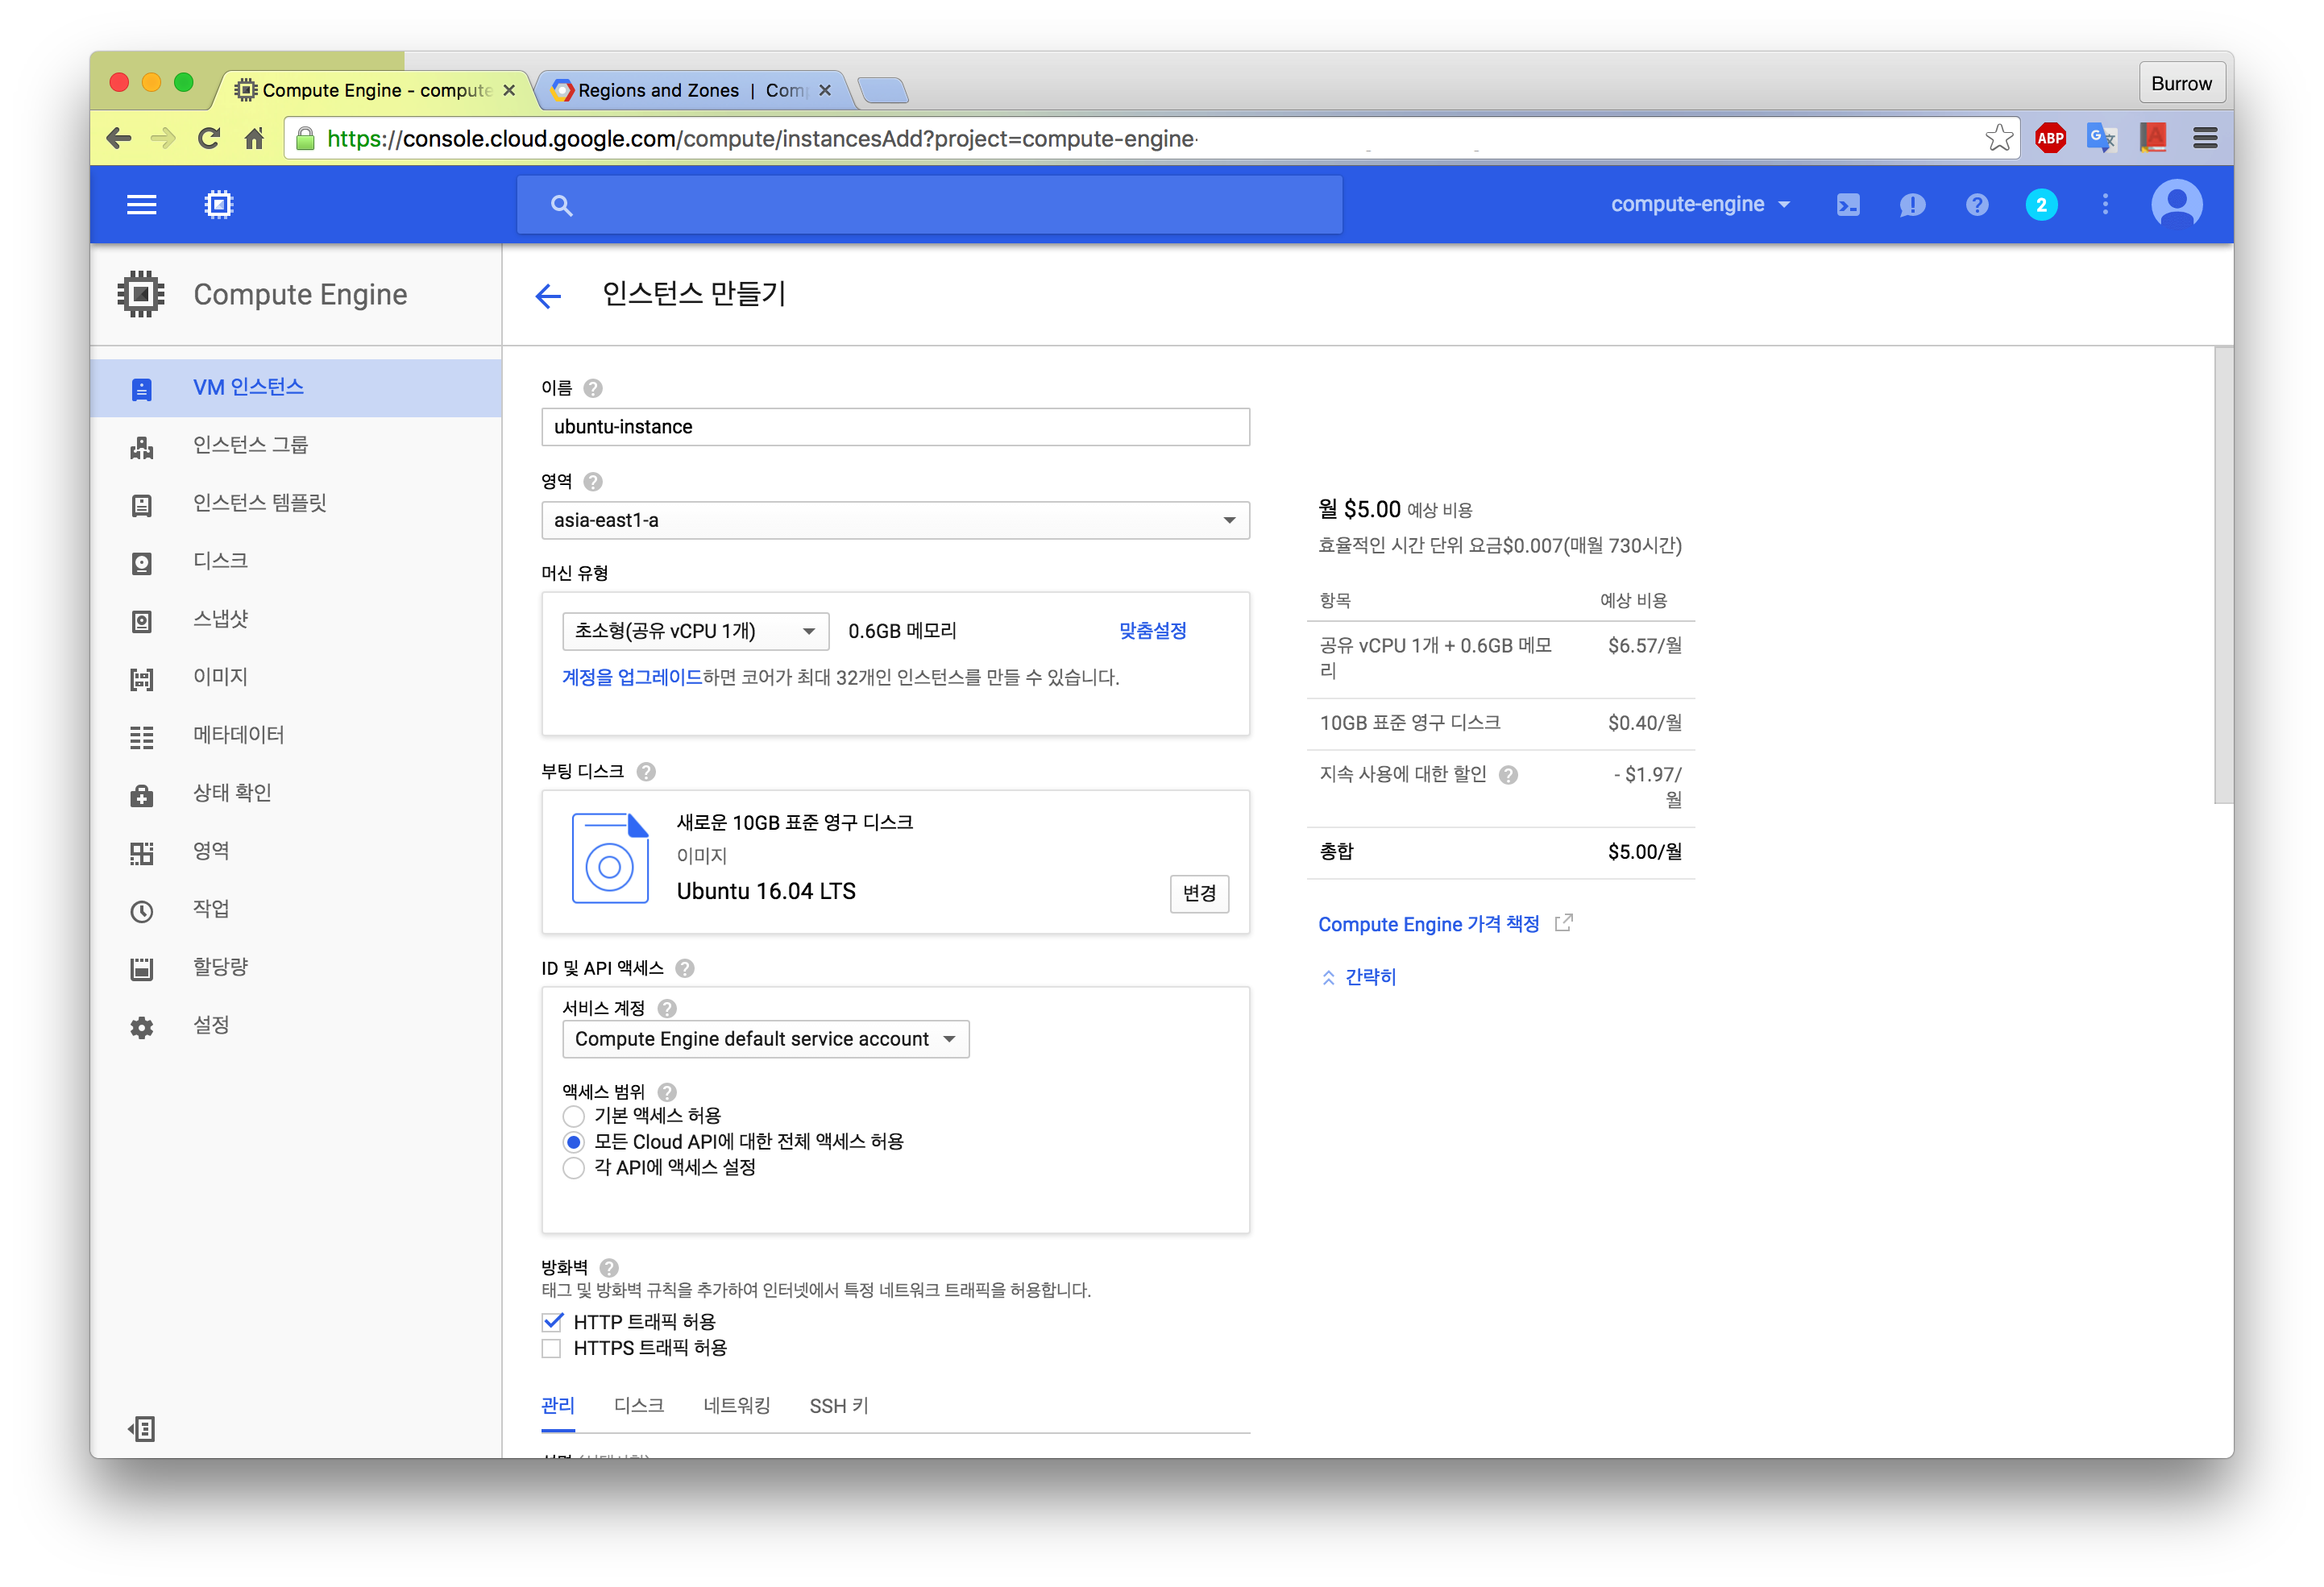 Compute Engine - compute
Regions and Zones | Com
Burrow
https://console.cloud.google.com/compute/instancesAdd?project=compute-engine-
ABP
compute-engine
2
Compute Engine
인스턴스 만들기
VM 인스턴스
인스턴스 그룹
인스턴스 템플릿
디스크
스냅샷
이미지
메타데이터
상태 확인
영역
작업
할당량
설정
이름
ubuntu-instance
영역
asia-east1-a
머신 유형
초소형(공유 vCPU 1개)
0.6GB 메모리
맞춤설정
계정을 업그레이드하면 코어가 최대 32개인 인스턴스를 만들 수 있습니다.
부팅 디스크
새로운 10GB 표준 영구 디스크
이미지
Ubuntu 16.04 LTS
변경
ID 및 API 액세스
서비스 계정
Compute Engine default service account
액세스 범위
기본 액세스 허용
모든 Cloud API에 대한 전체 액세스 허용
각 API에 액세스 설정
방화벽
태그 및 방화벽 규칙을 추가하여 인터넷에서 특정 네트워크 트래픽을 허용합니다.
HTTP 트래픽 허용
HTTPS 트래픽 허용
관리 디스크 네트워킹 SSH 키
월 $5.00 예상 비용
효율적인 시간 단위 요금$0.007(매월 730시간)
항목 예상 비용
공유 vCPU 1개 + 0.6GB 메모 $6.57/월
리
10GB 표준 영구 디스크 $0.40/월
지속 사용에 대한 할인 - $1.97/
월
총합 $5.00/월
Compute Engine 가격 책정
간략히